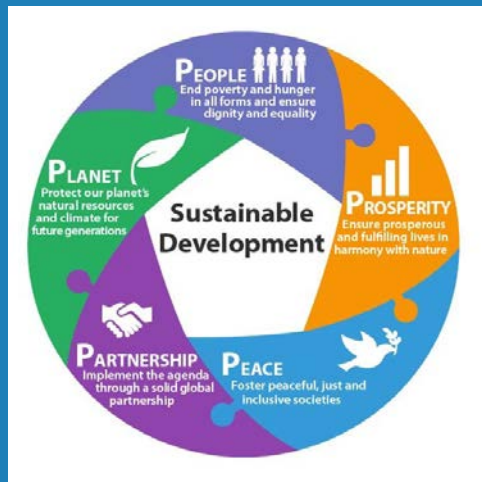 PEOPLE
End poverty and hunger
in all forms and ensure
dignity and equality
PLANET
Protect our planet's
natural resources
and climate for
future generations
Sustainable
Development
PROSPERITY
Ensure prosperous
and fulfilling lives in
harmony with nature
PARTNERSHIP
Implement the agenda
through a solid global
partnership
PEACE
Foster peaceful, just and
inclusive societies